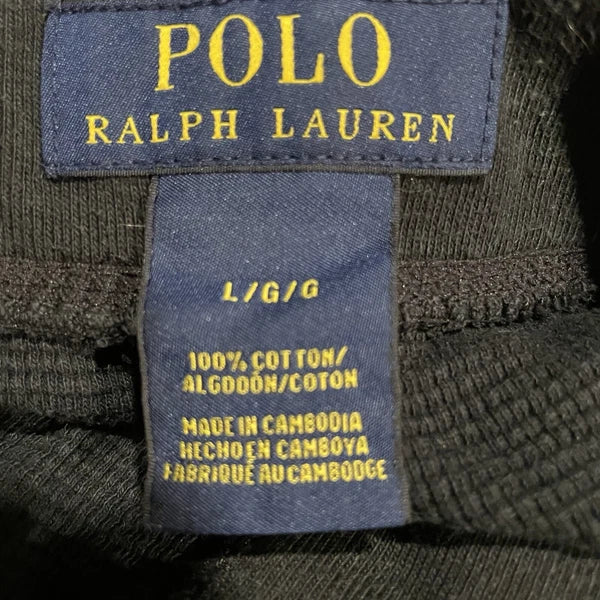 POLO
RALPH LAUREN
L/G/G
100% COTTON/
ALGODÓN/COTON
MADE IN CAMBODIA
HECHO EN CAMBOYA
FABRIQUÉ AU CAMBODGE